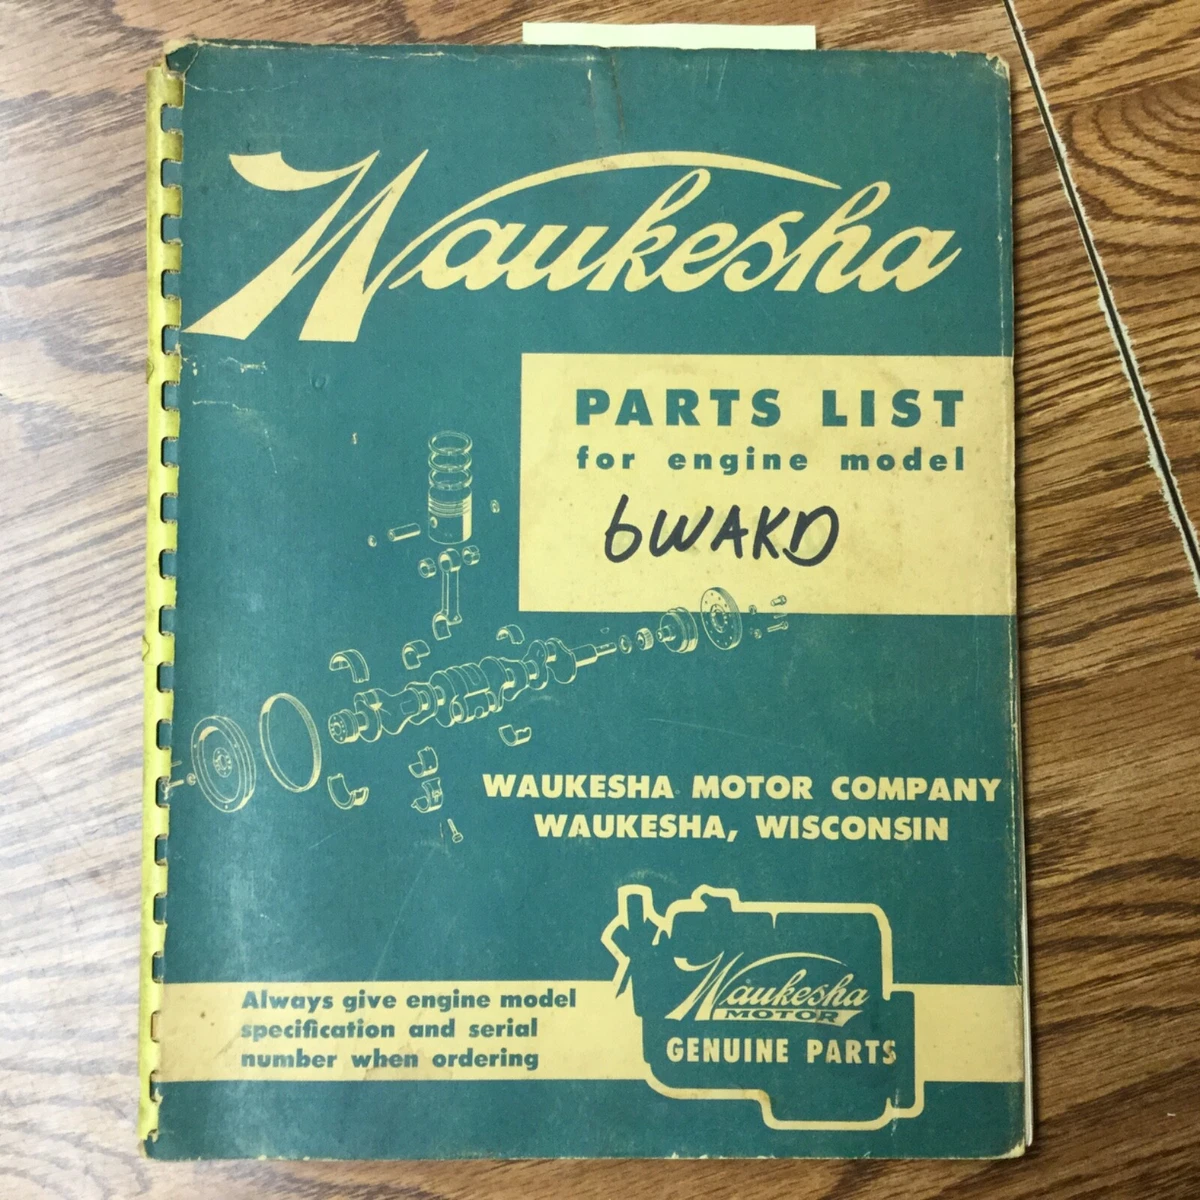 Waukesha
PARTS LIST
for engine model
6WAKD
WAUKESHA MOTOR COMPANY
WAUKESHA, WISCONSIN
Always give engine model
specification and serial
number when ordering
Waukesha
MOTOR
GENUINE PARTS